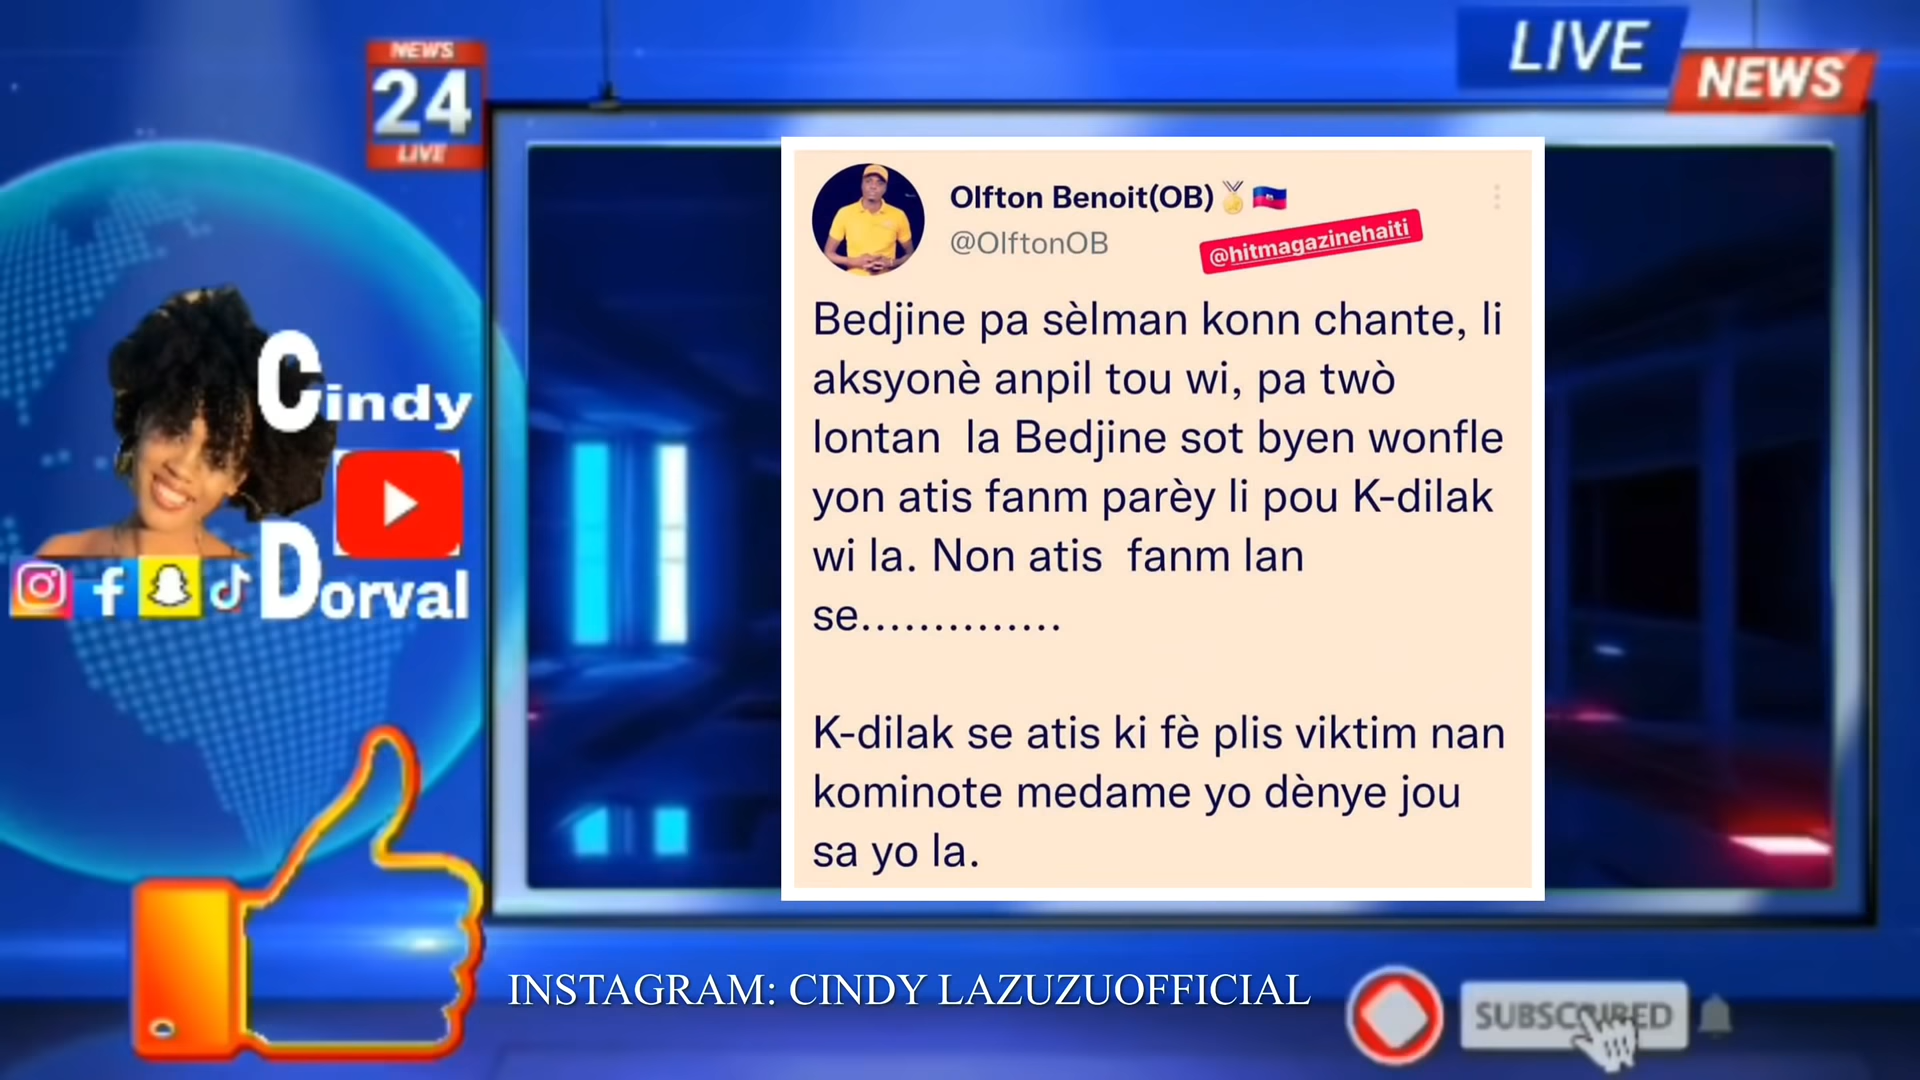 NEWS
24
LIVE
LIVE
NEWS
Cindy
Dorval
Olfton Benoit(OB)🏅🇭🇹
@OlftonOB
@hitmagazinehaiti
Bedjine pa sèlman konn chante, li
aksyonè anpil tou wi, pa twò
lontan  la Bedjine sot byen wonfle
yon atis fanm parèy li pou K-dilak
wi la. Non atis  fanm lan
se..............
K-dilak se atis ki fè plis viktim nan
kominote medame yo dènye jou
sa yo la.
INSTAGRAM: CINDY LAZUZUOFFICIAL
SUBSCRIBED